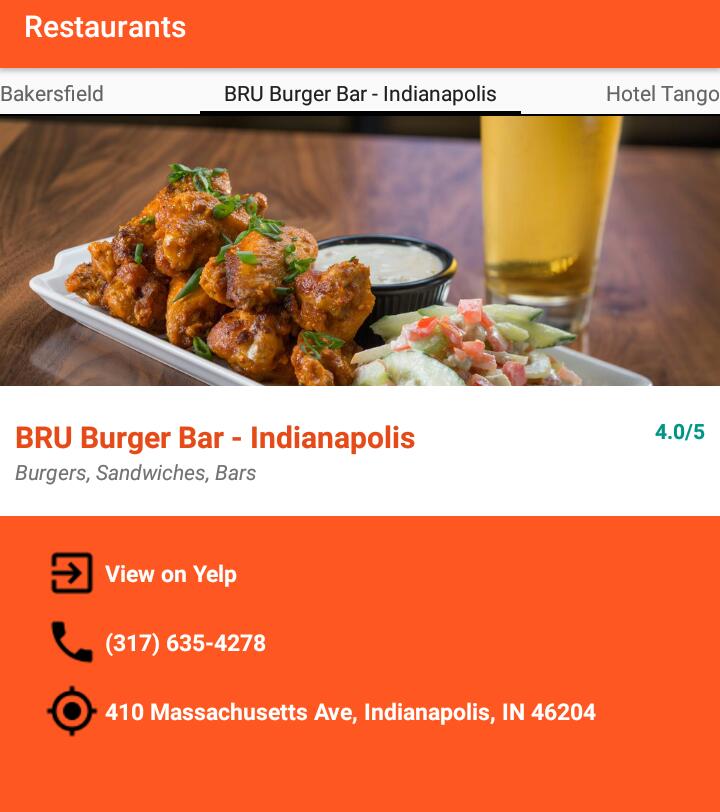 Restaurants
Bakersfield
BRU Burger Bar - Indianapolis
Hotel Tango
BRU Burger Bar - Indianapolis
4.0/5
Burgers, Sandwiches, Bars
View on Yelp
(317) 635-4278
410 Massachusetts Ave, Indianapolis, IN 46204